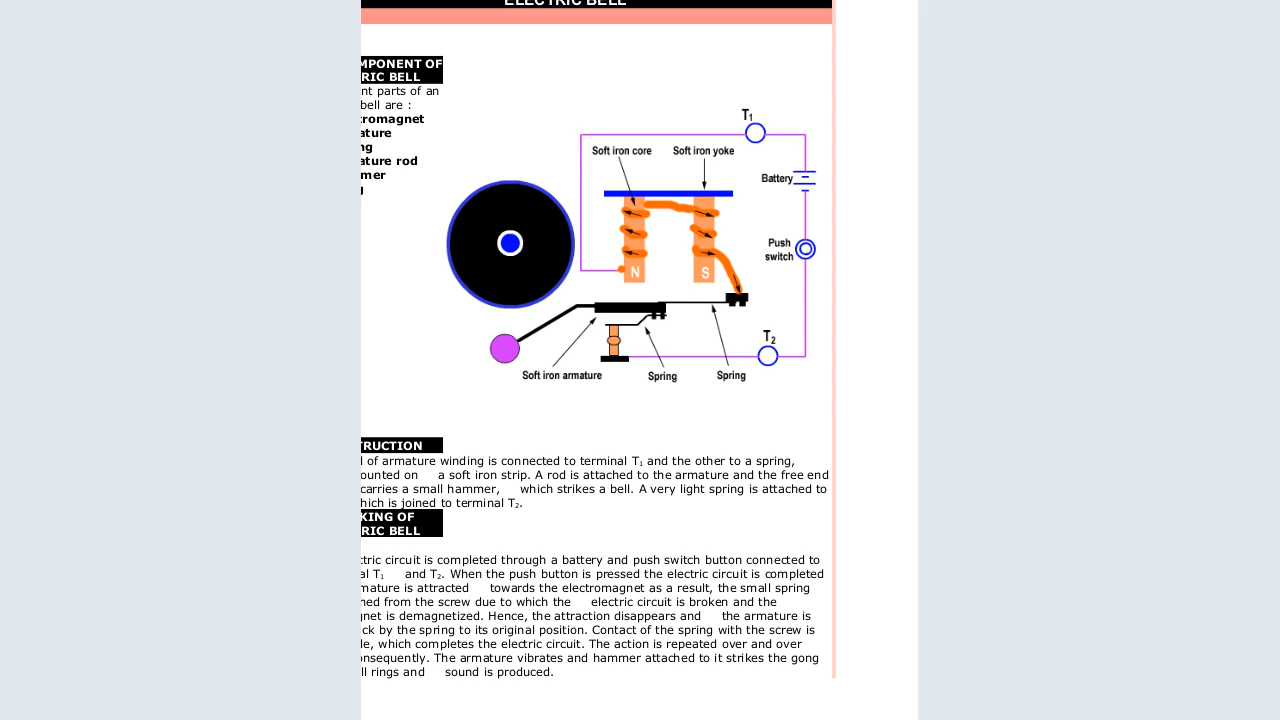 ELECTRIC BELL
MPONENT OF
RIC BELL
nt parts of an
bell are :
tromagnet
ature
ng
ature rod
mer
g
T₁
Soft iron core Soft iron yoke
Battery
Push
switch
N S
T₂
Soft iron armature Spring Spring
TRUCTION
l of armature winding is connected to terminal T₁ and the other to a spring,
ounted on a soft iron strip. A rod is attached to the armature and the free end
carries a small hammer, which strikes a bell. A very light spring is attached to
hich is joined to terminal T₂.
KING OF
RIC BELL
ctric circuit is completed through a battery and push switch button connected to
al T₁ and T₂. When the push button is pressed the electric circuit is completed
mature is attracted towards the electromagnet as a result, the small spring
hed from the screw due to which the electric circuit is broken and the
gnet is demagnetized. Hence, the attraction disappears and the armature is
ck by the spring to its original position. Contact of the spring with the screw is
le, which completes the electric circuit. The action is repeated over and over
onsequently. The armature vibrates and hammer attached to it strikes the gong
ll rings and sound is produced.